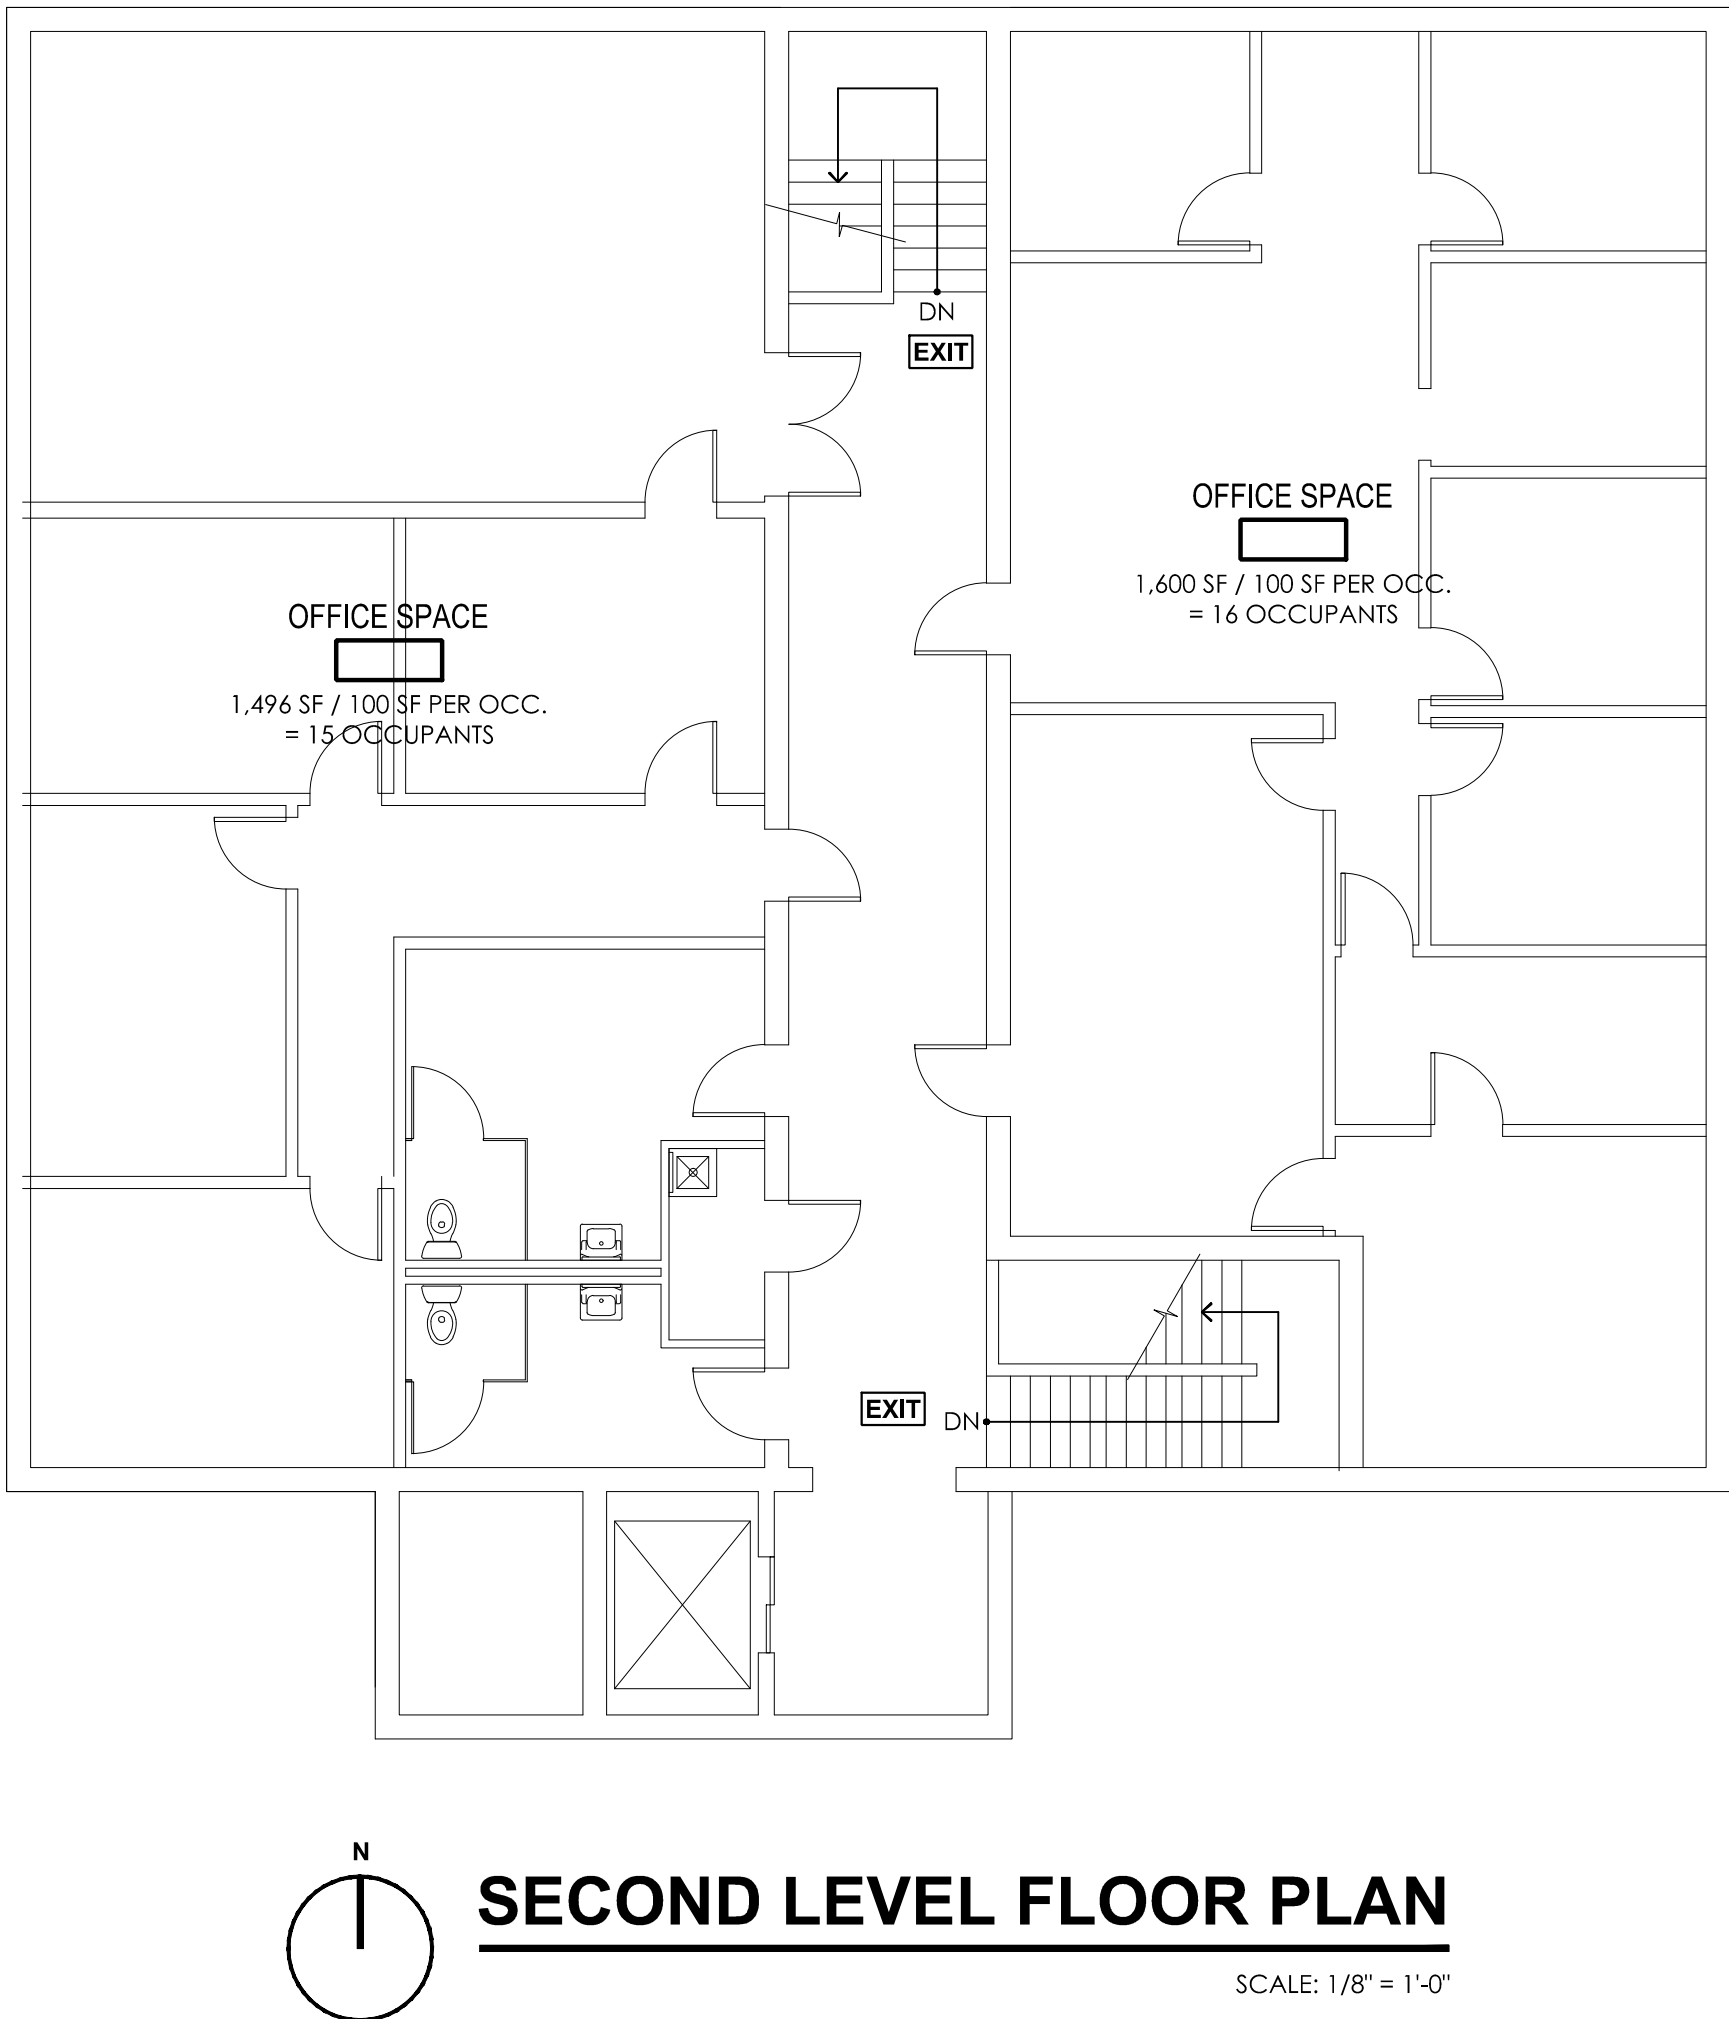 DN
EXIT
OFFICE SPACE
1,600 SF / 100 SF PER OCC.
= 16 OCCUPANTS
OFFICE SPACE
1,496 SF / 100 SF PER OCC.
= 15 OCCUPANTS
EXIT
DN
N
SECOND LEVEL FLOOR PLAN
SCALE: 1/8" = 1'-0"